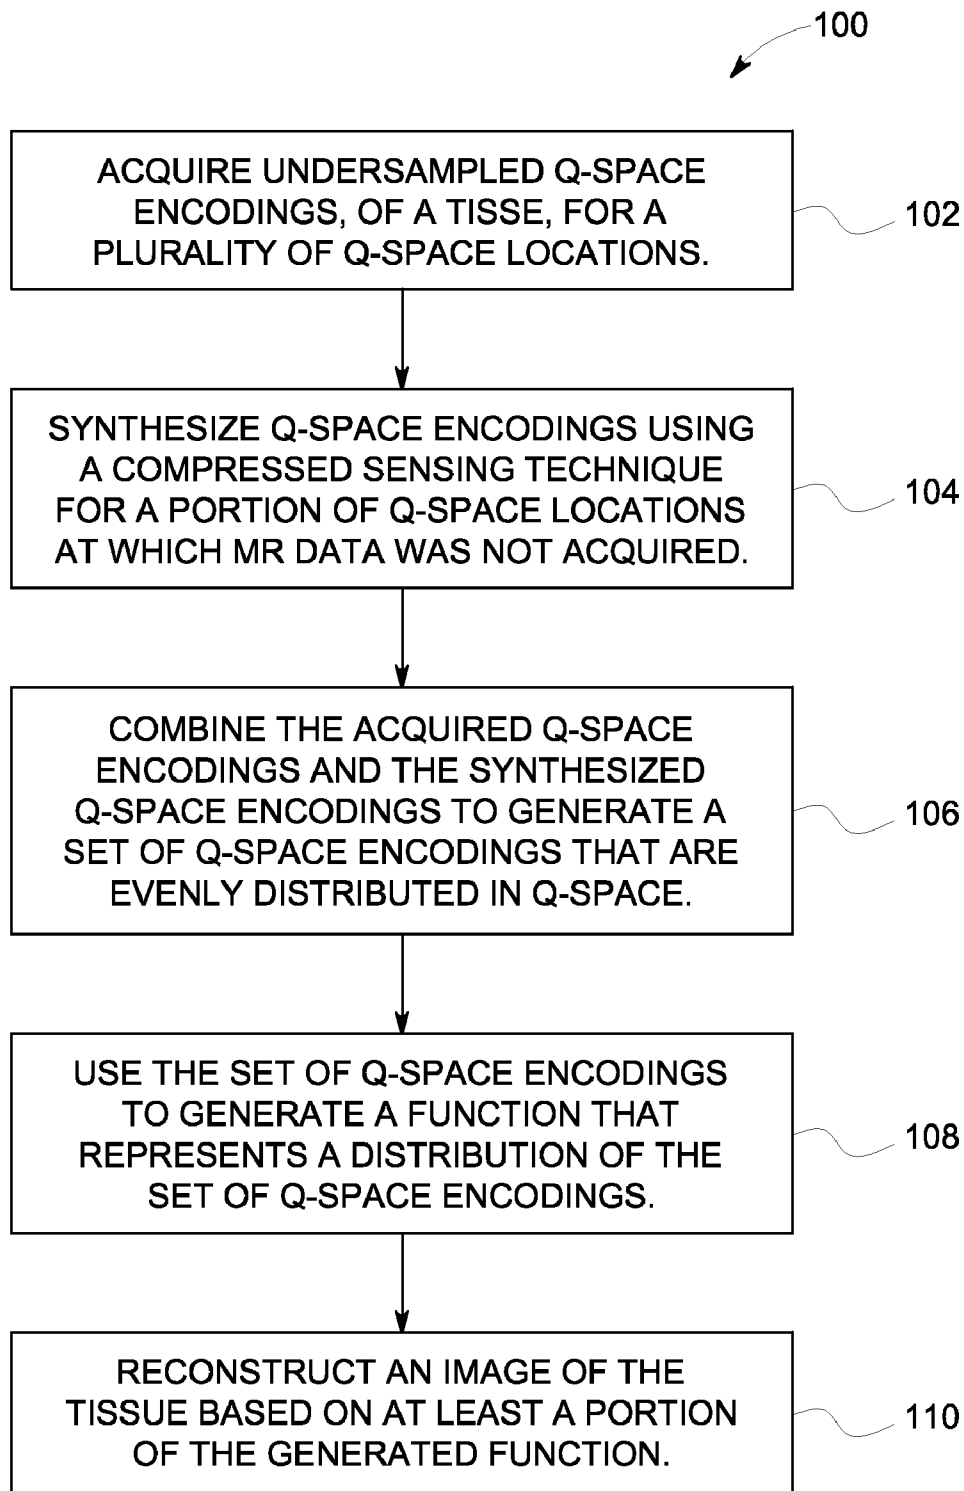 100
ACQUIRE UNDERSAMPLED Q-SPACE
ENCODINGS, OF A TISSE, FOR A
PLURALITY OF Q-SPACE LOCATIONS.
102
SYNTHESIZE Q-SPACE ENCODINGS USING
A COMPRESSED SENSING TECHNIQUE
FOR A PORTION OF Q-SPACE LOCATIONS
AT WHICH MR DATA WAS NOT ACQUIRED.
104
COMBINE THE ACQUIRED Q-SPACE
ENCODINGS AND THE SYNTHESIZED
Q-SPACE ENCODINGS TO GENERATE A
SET OF Q-SPACE ENCODINGS THAT ARE
EVENLY DISTRIBUTED IN Q-SPACE.
106
USE THE SET OF Q-SPACE ENCODINGS
TO GENERATE A FUNCTION THAT
REPRESENTS A DISTRIBUTION OF THE
SET OF Q-SPACE ENCODINGS.
108
RECONSTRUCT AN IMAGE OF THE
TISSUE BASED ON AT LEAST A PORTION
OF THE GENERATED FUNCTION.
110